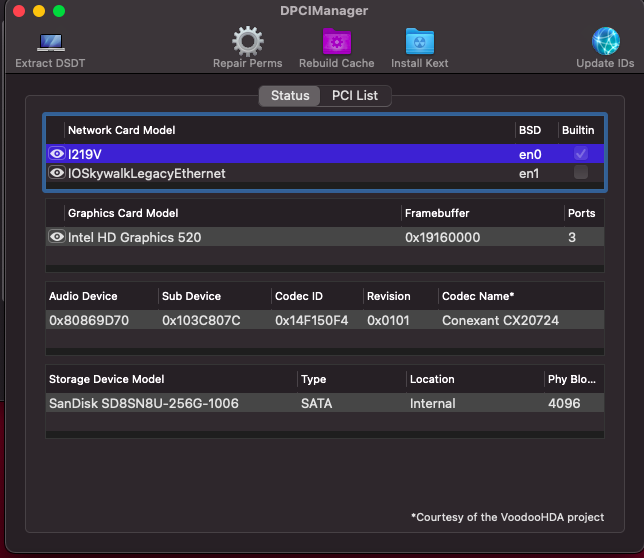 DPCIManager
Extract DSDT Repair Perms Rebuild Cache Install Kext Update IDs
Status PCI List
Network Card Model BSD Builtin
I219V en0
IOSkywalkLegacyEthernet en1
Graphics Card Model Framebuffer Ports
Intel HD Graphics 520 0x19160000 3
Audio Device Sub Device Codec ID Revision Codec Name*
0x80869D70 0x103C807C 0x14F150F4 0x0101 Conexant CX20724
Storage Device Model Type Location Phy Blo...
SanDisk SD8SN8U-256G-1006 SATA Internal 4096
*Courtesy of the VoodooHDA project